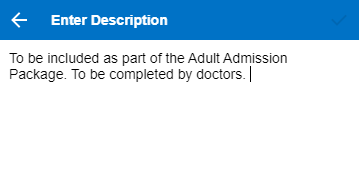 Enter Description
To be included as part of the Adult Admission
Package. To be completed by doctors.